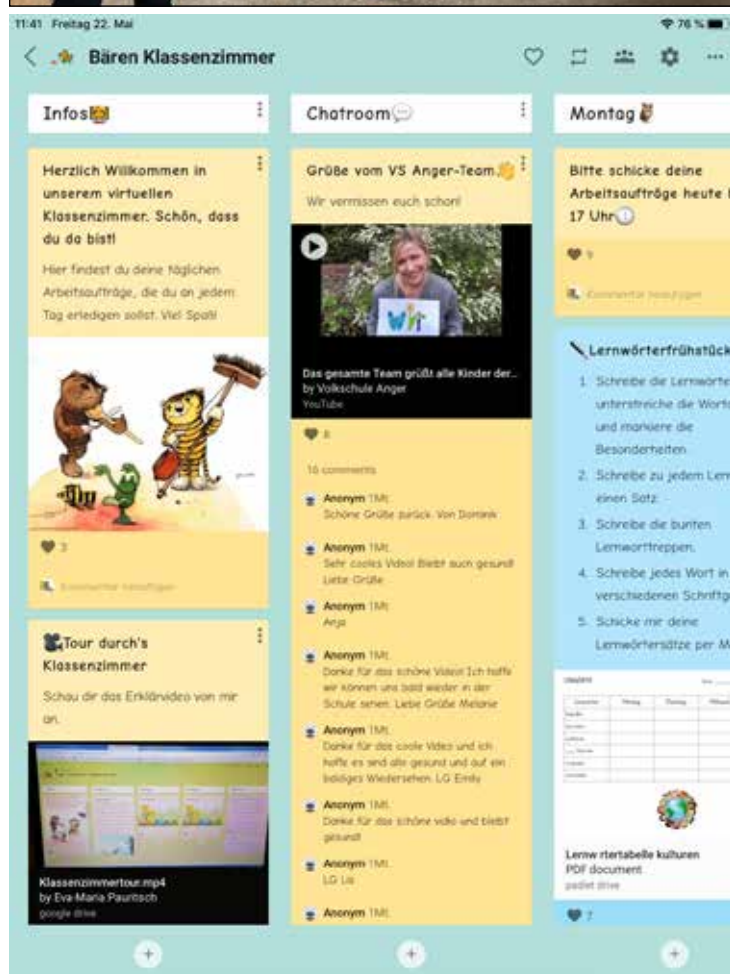 11:41 Freitag 22. Mai
76 %
Bären Klassenzimmer
Infos
Herzlich Willkommen in
unserem virtuellen
Klassenzimmer. Schön, dass
du da bist!
Hier findest du deine täglichen
Arbeitsaufträge, die du an jedem
Tag erledigen sollst. Viel Spaß!
3
Kommentar hinzufügen
Tour durch's
Klassenzimmer
Schau dir das Erklärvideo von mir
an.
Klassenzimmertour.mp4
by Eva-Maria Pauritsch
google drive
Chatroom
Grüße vom VS Anger-Team.
Wir vermissen euch schon!
Wir
Das gesamte Team grüßt alle Kinder der...
by Volkschule Anger
YouTube
8
16 comments
Anonym 1Mt.
Schöne Grüße zurück. Von Dominik
Anonym 1Mt.
Sehr cooles Video! Bleibt auch gesund!
Liebe Grüße
Anonym 1Mt.
Anja
Anonym 1Mt.
Danke für das schöne Video! Ich hoffe
wir können uns bald wieder in der
Schule sehen. Liebe Grüße Melanie
Anonym 1Mt.
Danke für das coole Video und ich
hoffe es sind alle gesund und auf ein
baldiges Wiedersehen. LG Emily
Anonym 1Mt.
Danke für das schöne vidio und bleibt
gesund!
Anonym 1Mt.
LG Lia
Anonym 1Mt.
Montag
Bitte schicke deine
Arbeitsaufträge heute
17 Uhr
9
Kommentar hinzufügen
Lernwörterfrühstück
1. Schreibe die
unterstreiche die
und markiere die
Besonderheiten.
2. Schreibe zu jedem
einen Satz.
3. Schreibe die bunten
Lernworttreppen.
4. Schreibe jedes Wort in
verschiedenen
5. Schicke mir deine
Lernwörtersätze per
Lernw rtertabelle kulturen
PDF document
padlet drive
7